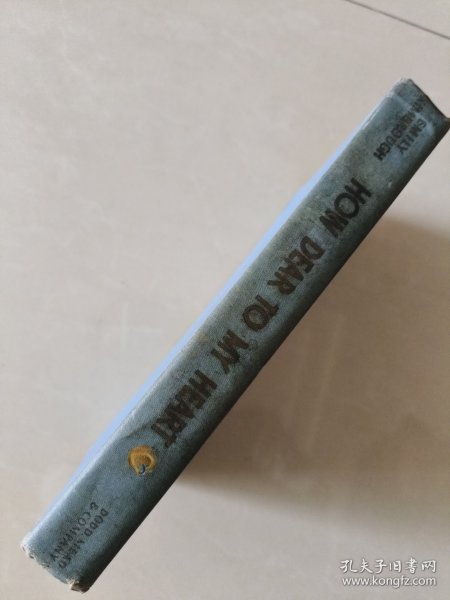 EMILY
KIMBROUGH
HOW DEAR TO MY HEART
DODD, MEAD
& COMPANY
孔夫子旧书网
www.kongfz.com